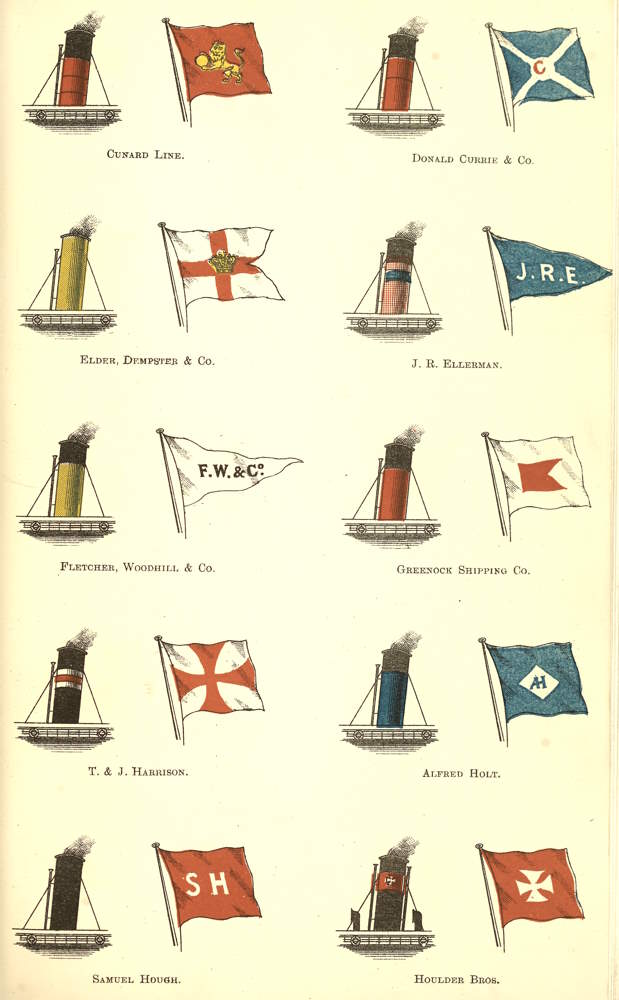 C
CUNARD LINE.
DONALD CURRIE & CO.
J.R.E.
ELDER, DEMPSTER & CO.
J. R. ELLERMAN.
F.W.&Cº.
FLETCHER, WOODHILL & CO.
GREENOCK SHIPPING CO.
AH
T. & J. HARRISON.
ALFRED HOLT.
S H
SAMUEL HOUGH.
HOULDER BROS.